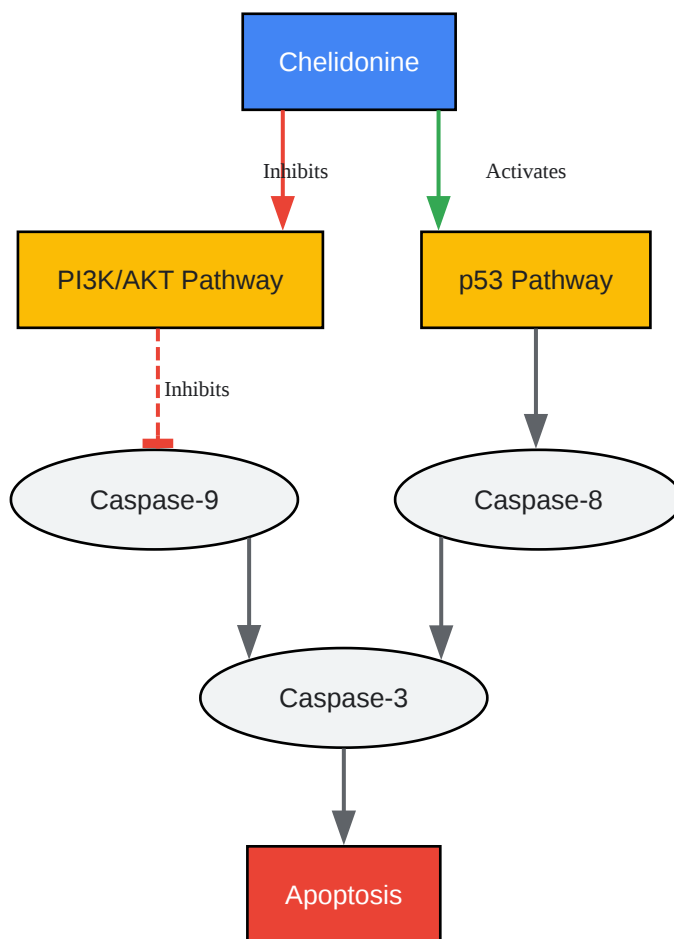 Chelidonine
Inhibits
Activates
PI3K/AKT Pathway
p53 Pathway
Inhibits
Caspase-9
Caspase-8
Caspase-3
Apoptosis